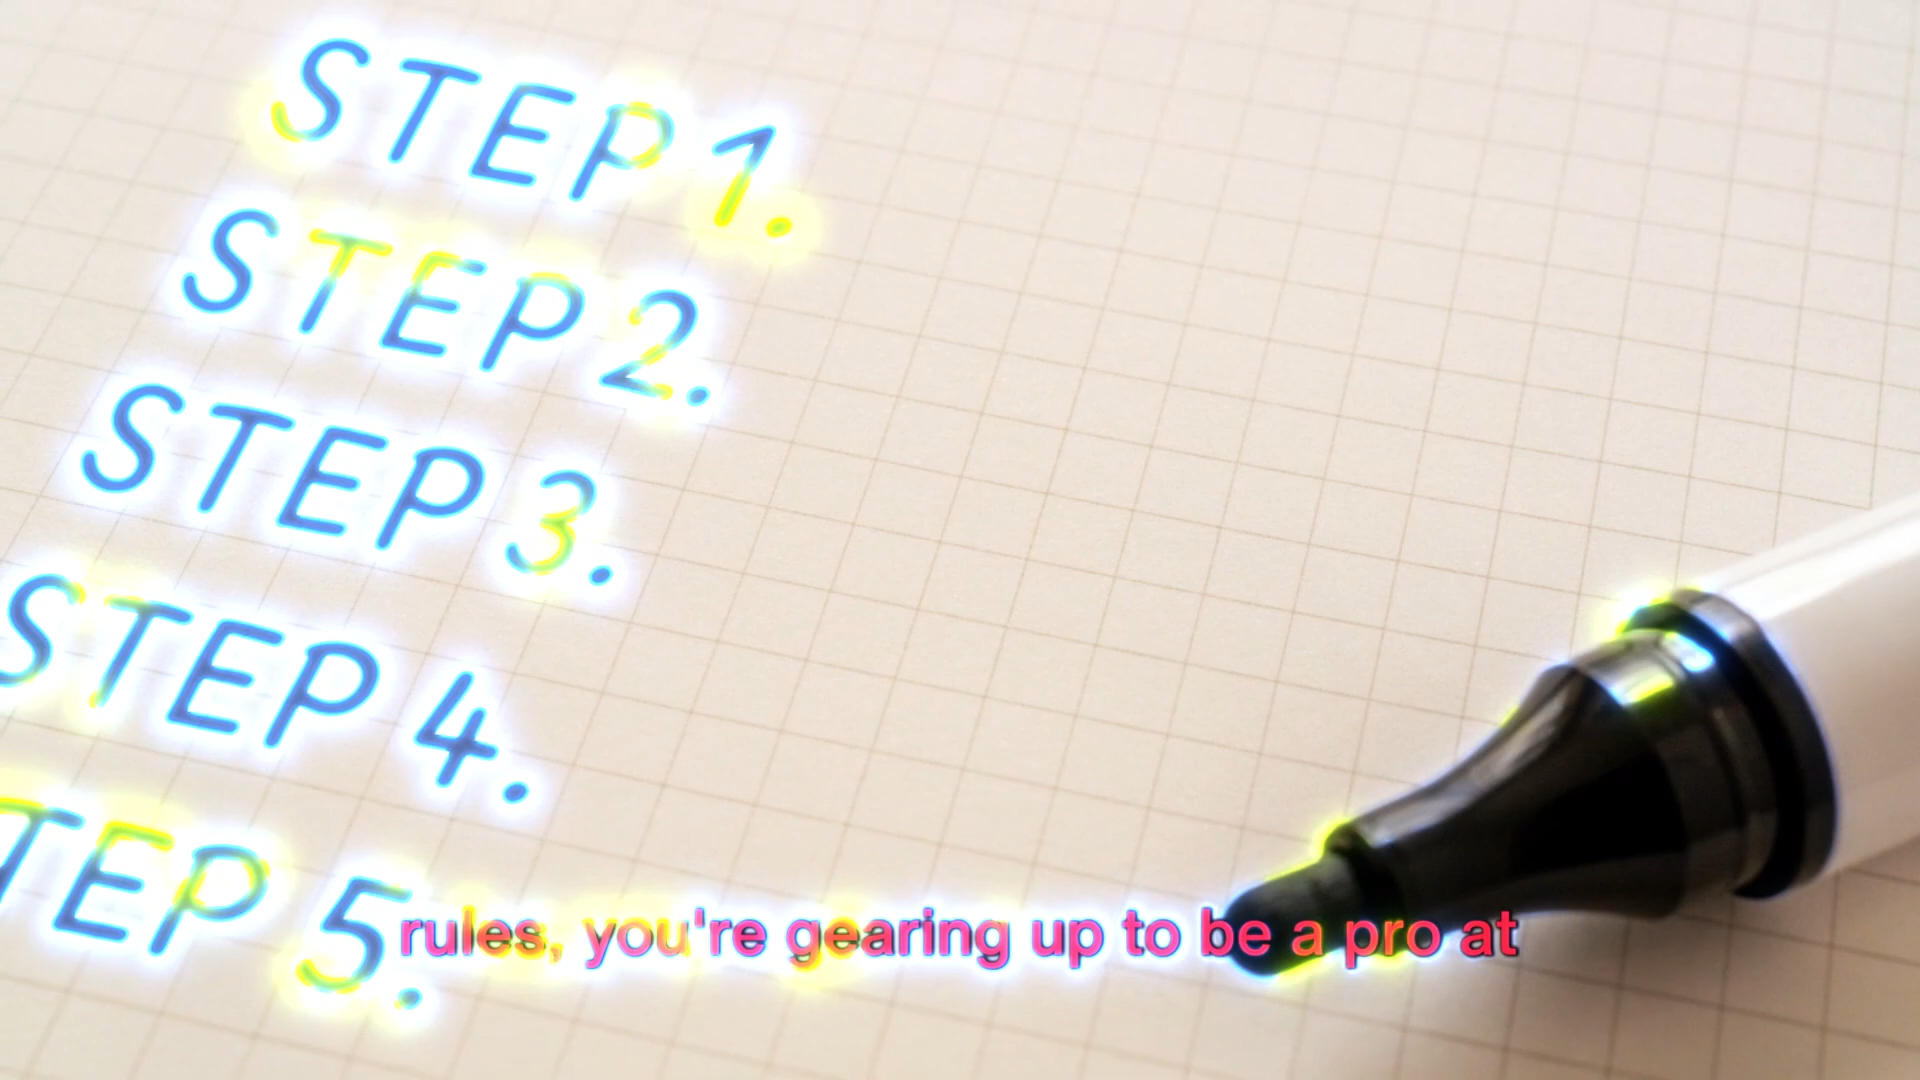 STEP 1.
STEP 2.
STEP 3.
STEP 4.
TEP 5.
rules, you're gearing up to be a pro at